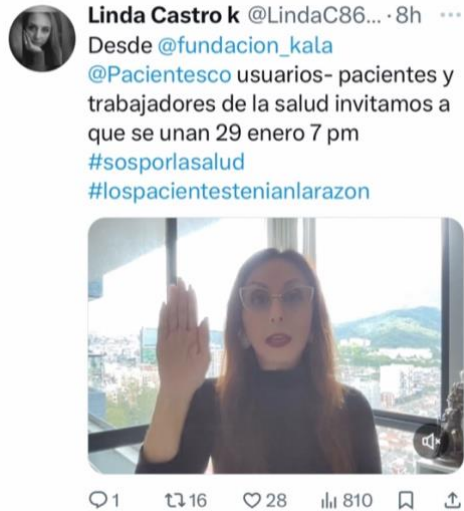 Linda Castro k @LindaC86... · 8h ...
Desde @fundacion_kala
@Pacientesco usuarios- pacientes y
trabajadores de la salud invitamos a
que se unan 29 enero 7 pm
#sosporlasalud
#lospacientestenianlarazon
1 16 28 810